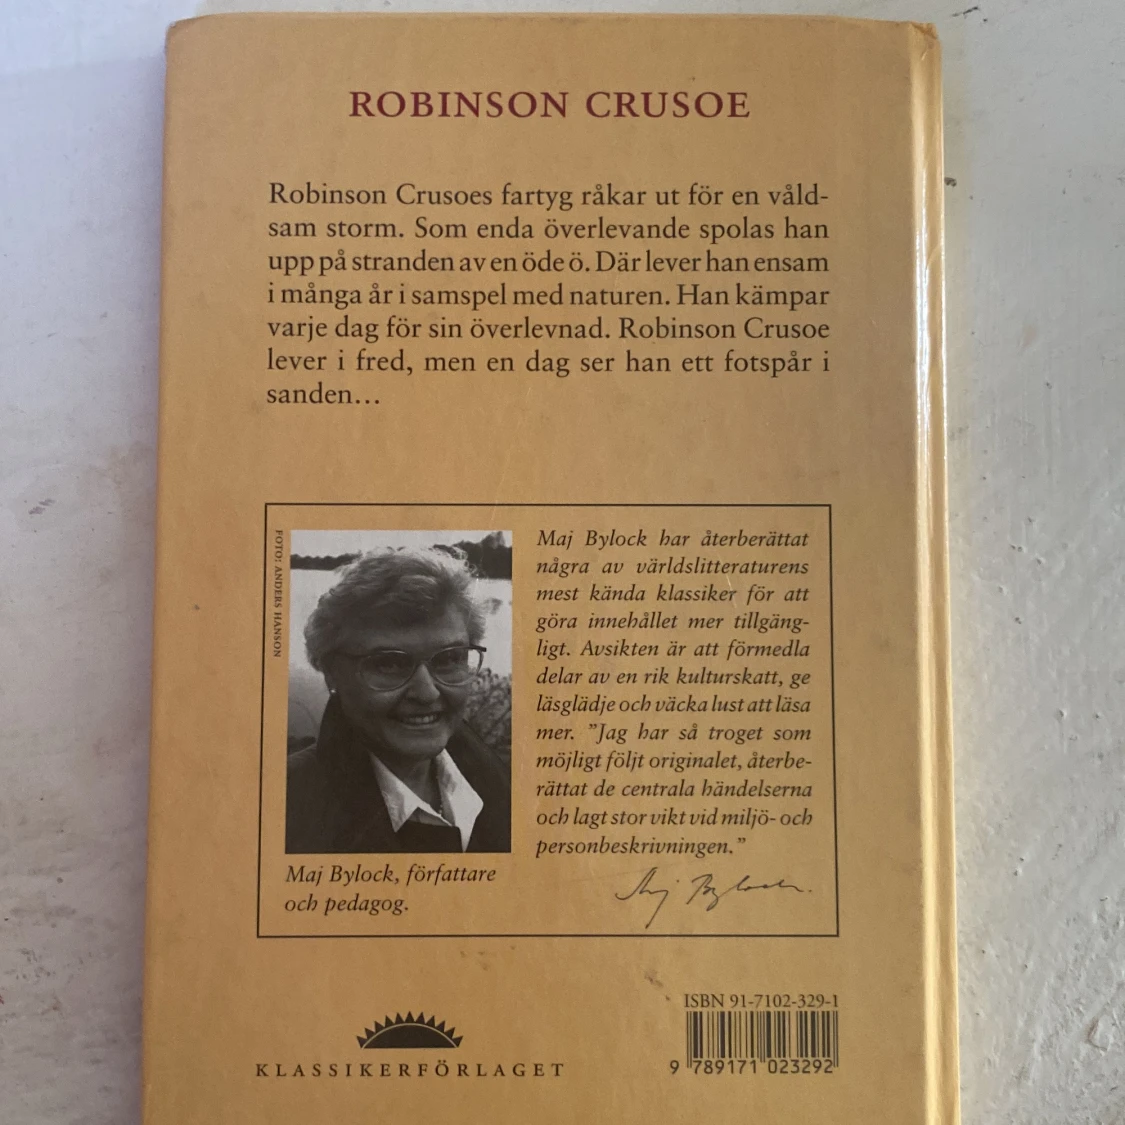 ROBINSON CRUSOE
Robinson Crusoes fartyg råkar ut för en våld-
sam storm. Som enda överlevande spolas han
upp på stranden av en öde ö. Där lever han ensam
i många år i samspel med naturen. Han kämpar
varje dag för sin överlevnad. Robinson Crusoe
lever i fred, men en dag ser han ett fotspår i
sanden…
FOTO: ANDERS HANSON
Maj Bylock, författare
och pedagog.
Maj Bylock har återberättat
några av världslitteraturens
mest kända klassiker för att
göra innehållet mer tillgäng-
ligt. Avsikten är att förmedla
delar av en rik kulturskatt, ge
läsglädje och väcka lust att läsa
mer. ”Jag har så troget som
möjligt följt originalet, återbe-
rättat de centrala händelserna
och lagt stor vikt vid miljö- och
personbeskrivningen.”
Maj Bylock.
KLASSIKERFÖRLAGET
ISBN 91-7102-329-1
9 789171 023292